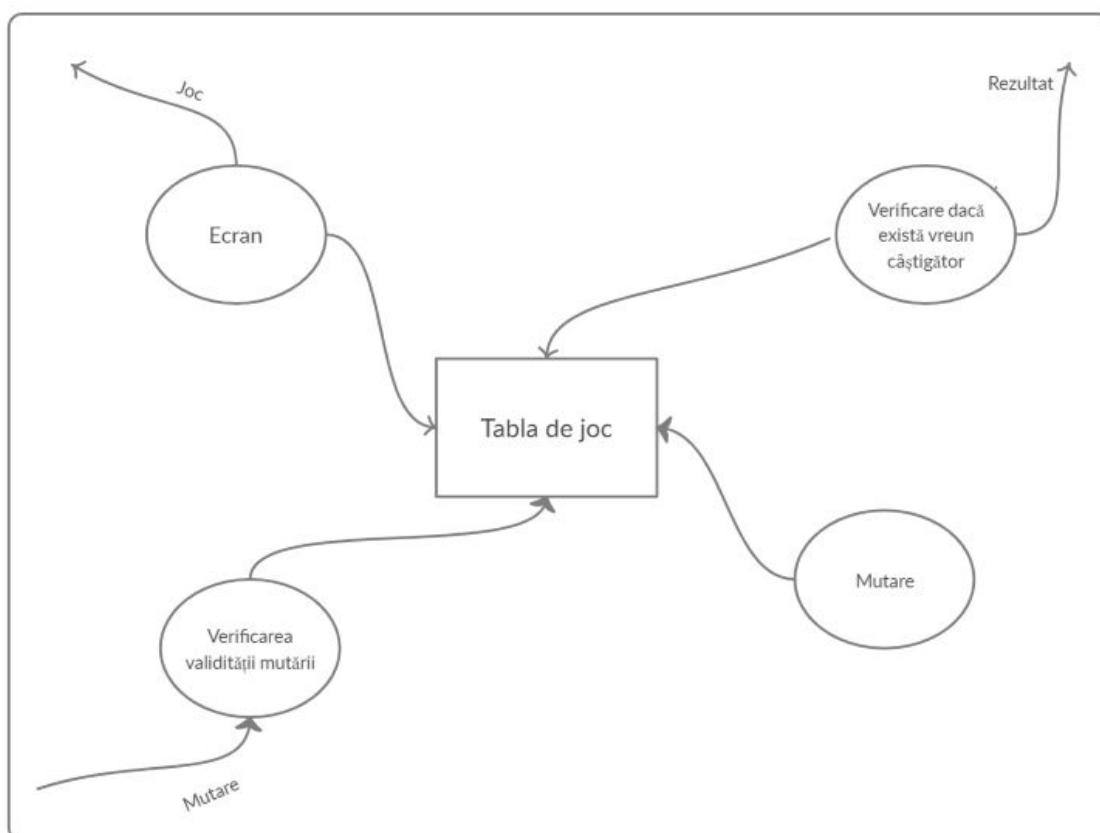 Joc
Rezultat
Ecran
Verificare dacă
există vreun
câștigător
Tabla de joc
Mutare
Verificarea
validității mutării
Mutare